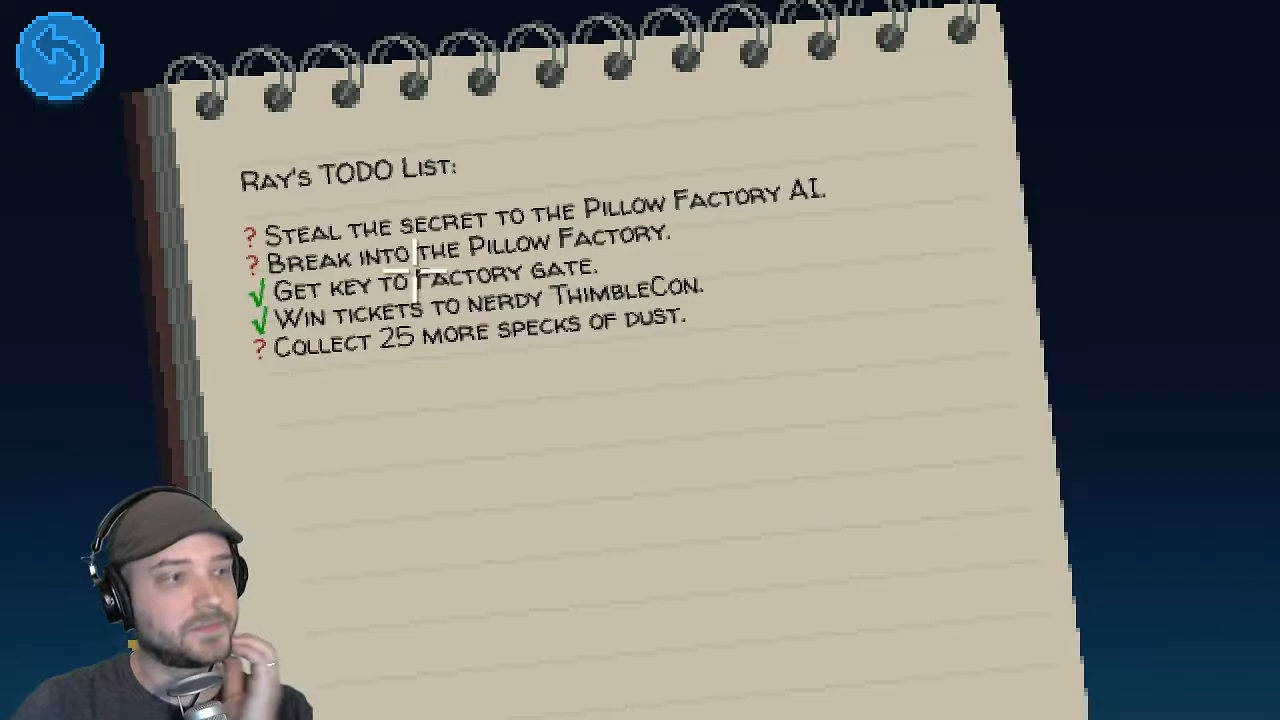 Ray's TODO List:
? Steal the secret to the Pillow Factory AI.
? Break into the Pillow Factory.
√ Get key to Factory gate.
√ Win tickets to nerdy ThimbleCon.
? Collect 25 more specks of dust.